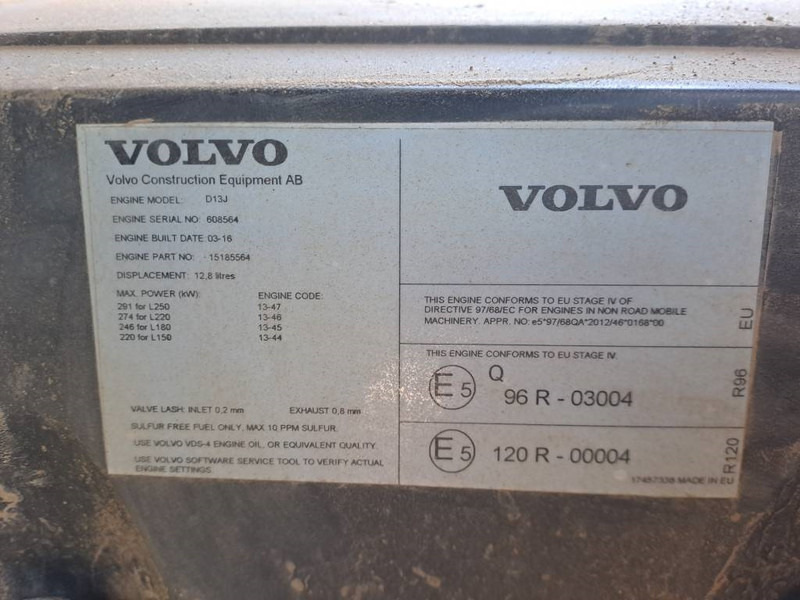 VOLVO
Volvo Construction Equipment AB
ENGINE MODEL: D13J
ENGINE SERIAL NO: 608564
ENGINE BUILT DATE: 03-16
ENGINE PART NO: 15185564
DISPLACEMENT: 12,8 litres
MAX. POWER (kW): ENGINE CODE:
291 for L250 13-47
274 for L220 13-46
246 for L180 13-45
220 for L150 13-44
VALVE LASH: INLET 0,2 mm EXHAUST 0,8 mm
SULFUR FREE FUEL ONLY, MAX 10 PPM SULFUR.
USE VOLVO VDS-4 ENGINE OIL, OR EQUIVALENT QUALITY.
USE VOLVO SOFTWARE SERVICE TOOL TO VERIFY ACTUAL
ENGINE SETTINGS.
VOLVO
THIS ENGINE CONFORMS TO EU STAGE IV OF
DIRECTIVE 97/68/EC FOR ENGINES IN NON ROAD MOBILE
MACHINERY. APPR. NO: e5*97/68QA*2012/46*0168*00
EU
THIS ENGINE CONFORMS TO EU STAGE IV.
E5 Q
96 R - 03004
R96
E5 120 R - 00004
R120
17457338 MADE IN EU